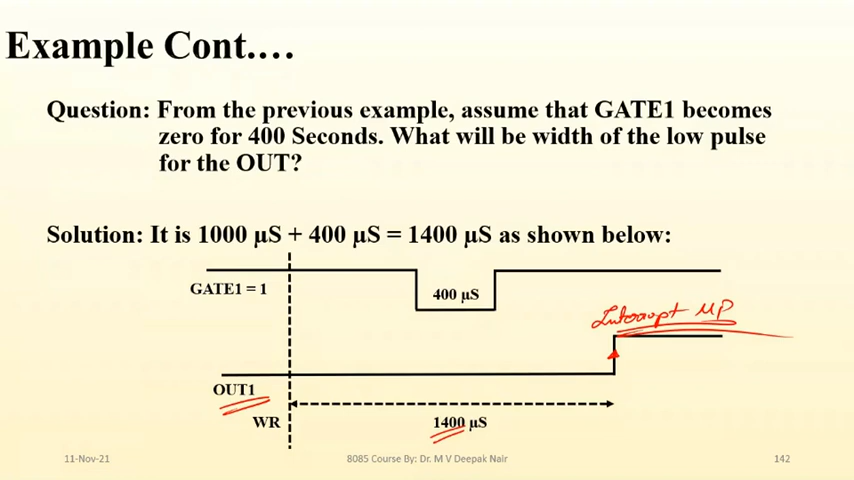 Example Cont.…
Question: From the previous example, assume that GATE1 becomes
zero for 400 Seconds. What will be width of the low pulse
for the OUT?
Solution: It is 1000 µS + 400 µS = 1400 µS as shown below:
GATE1 = 1
400 µS
Interrupt MP
OUT1
WR
1400 µS
11-Nov-21
8085 Course By: Dr. M V Deepak Nair
142